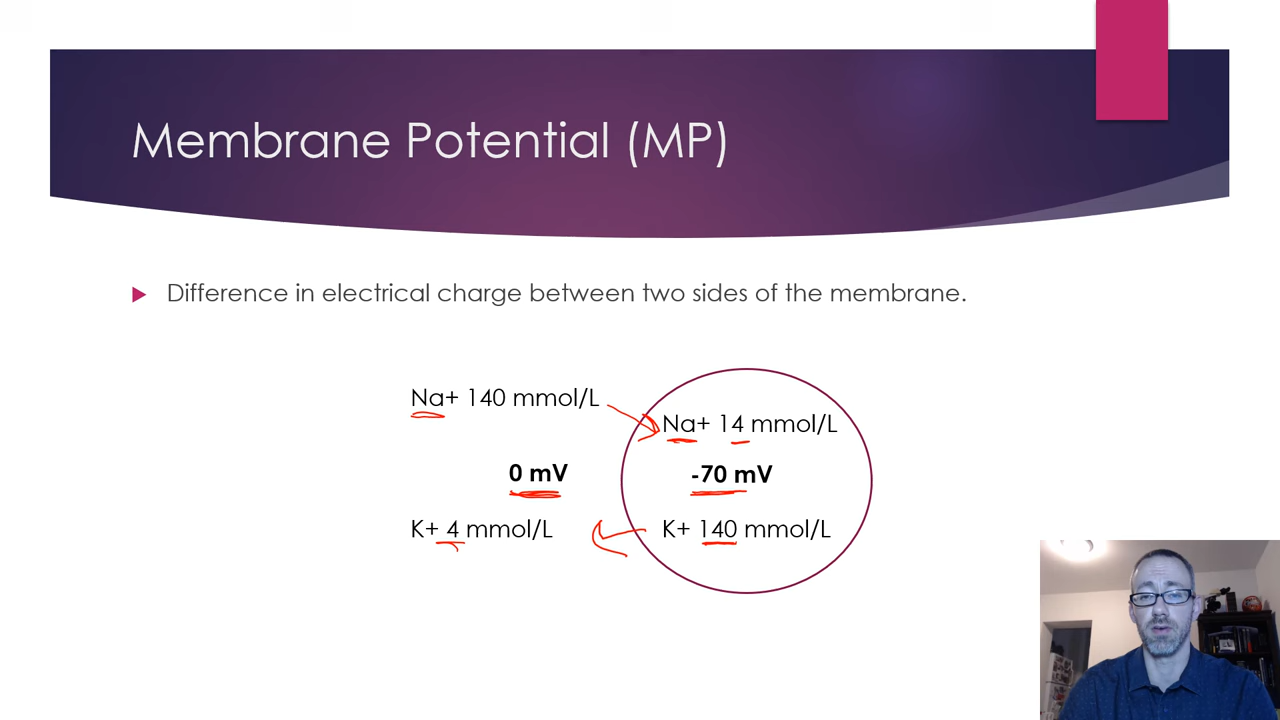 Membrane Potential (MP)
Difference in electrical charge between two sides of the membrane.
Na+ 140 mmol/L
Na+ 14 mmol/L
0 mV
-70 mV
K+ 4 mmol/L
K+ 140 mmol/L